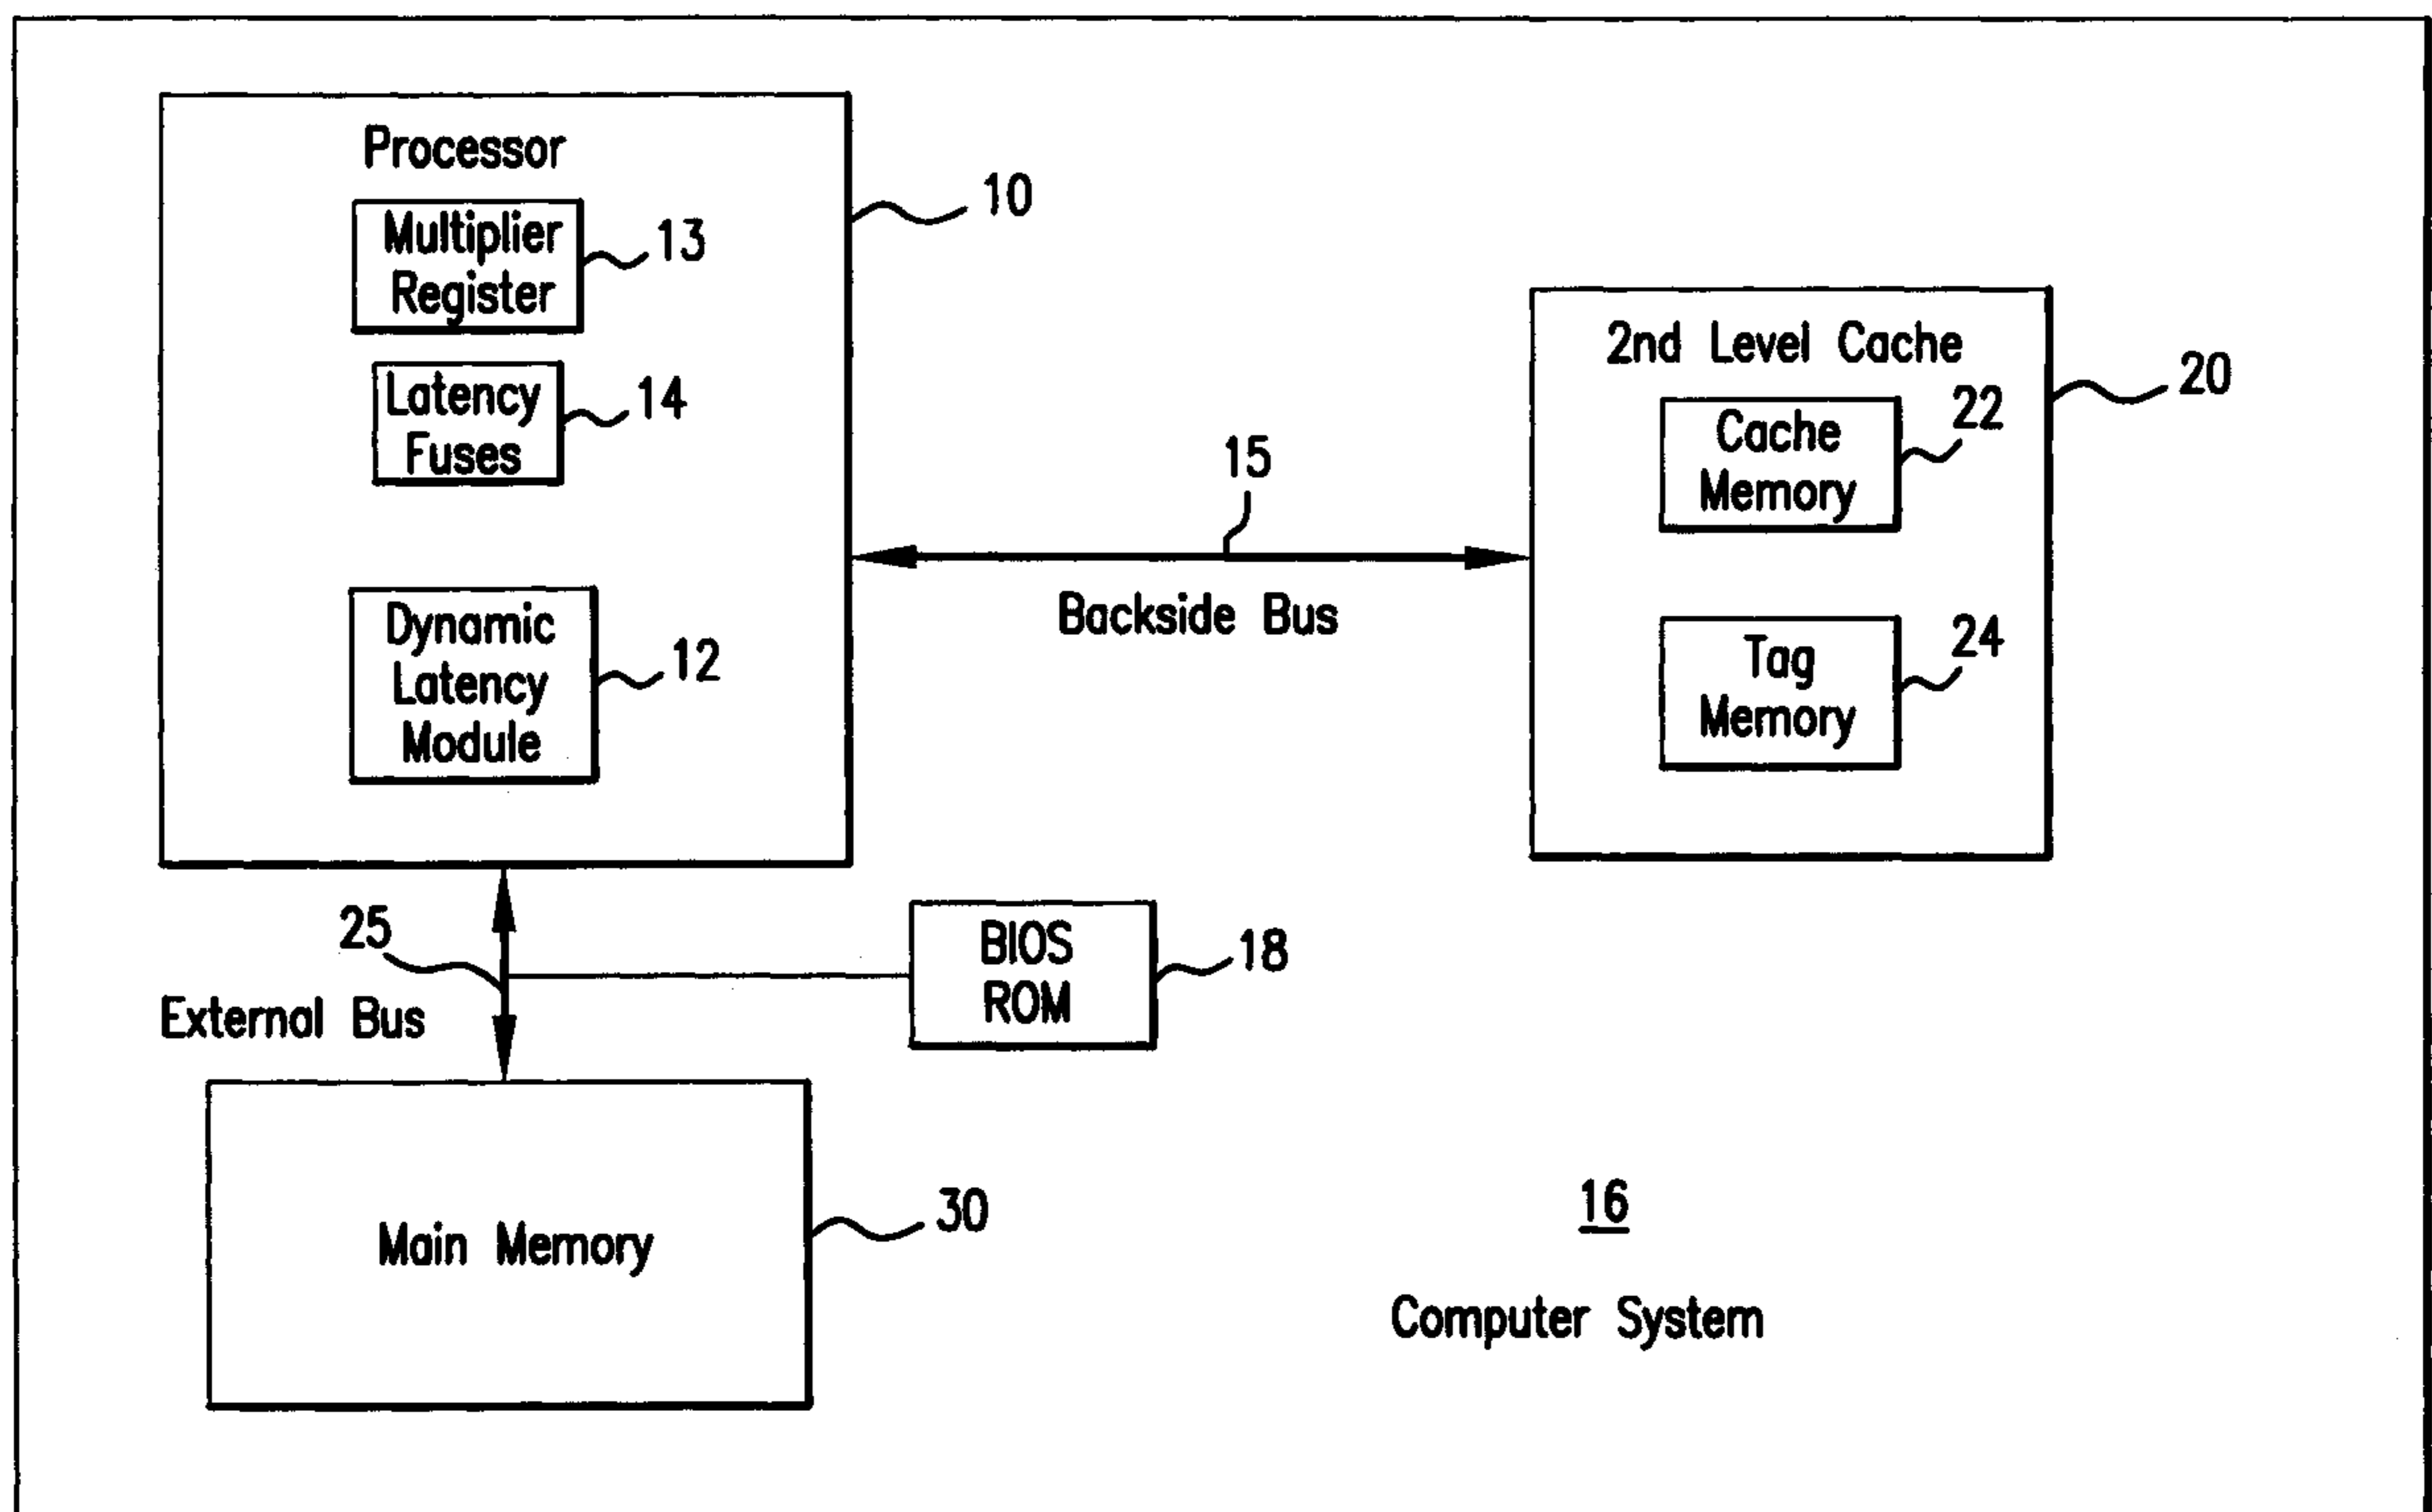 Processor
10
Multiplier
Register
13
Latency
Fuses
14
Dynamic
Latency
Module
12
15
Backside Bus
2nd Level Cache
20
Cache
Memory
22
Tag
Memory
24
25
External Bus
BIOS
ROM
18
Main Memory
30
16
Computer System